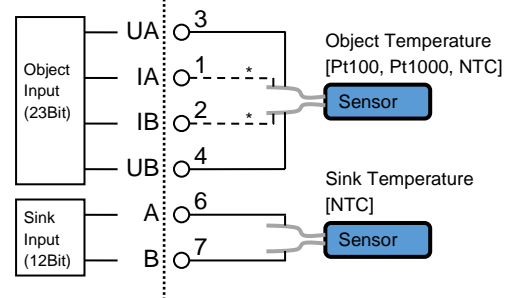 Object
Input
(23Bit)
UA 3
IA 1 *
IB 2 *
UB 4
Object Temperature
[Pt100, Pt1000, NTC]
Sensor
Sink
Input
(12Bit)
A 6
B 7
Sink Temperature
[NTC]
Sensor